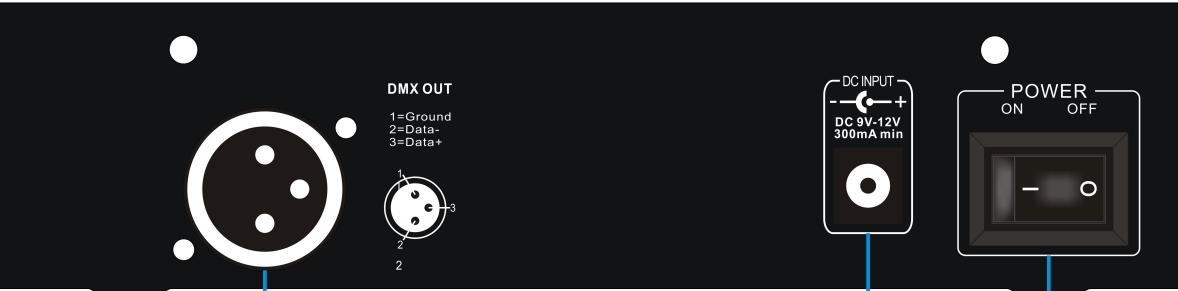 DMX OUT
1=Ground
2=Data-
3=Data+
1
3
2
2
DC INPUT
- +
DC 9V-12V
300mA min
POWER
ON OFF
— O